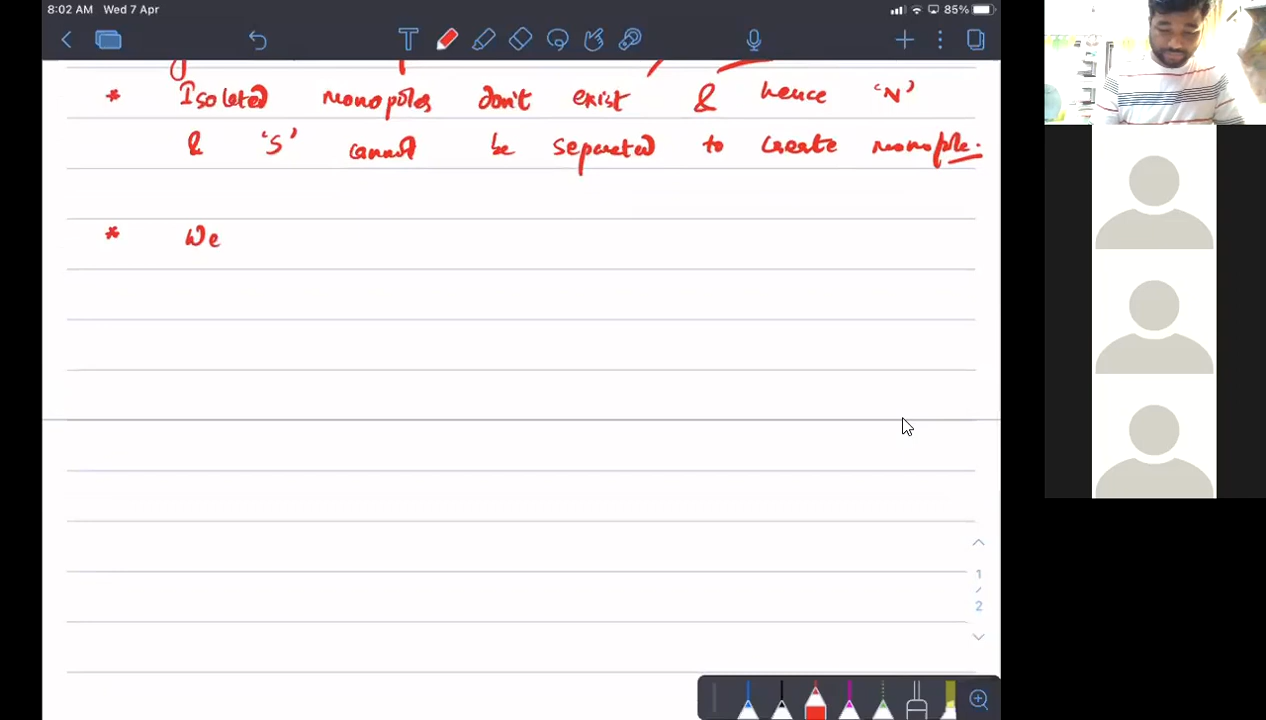 8:02 AM Wed 7 Apr
85%
T
* Isolated monopoles don't exist & hence 'N'
& 'S' cannot be separated to create monopole.
* We
1
2